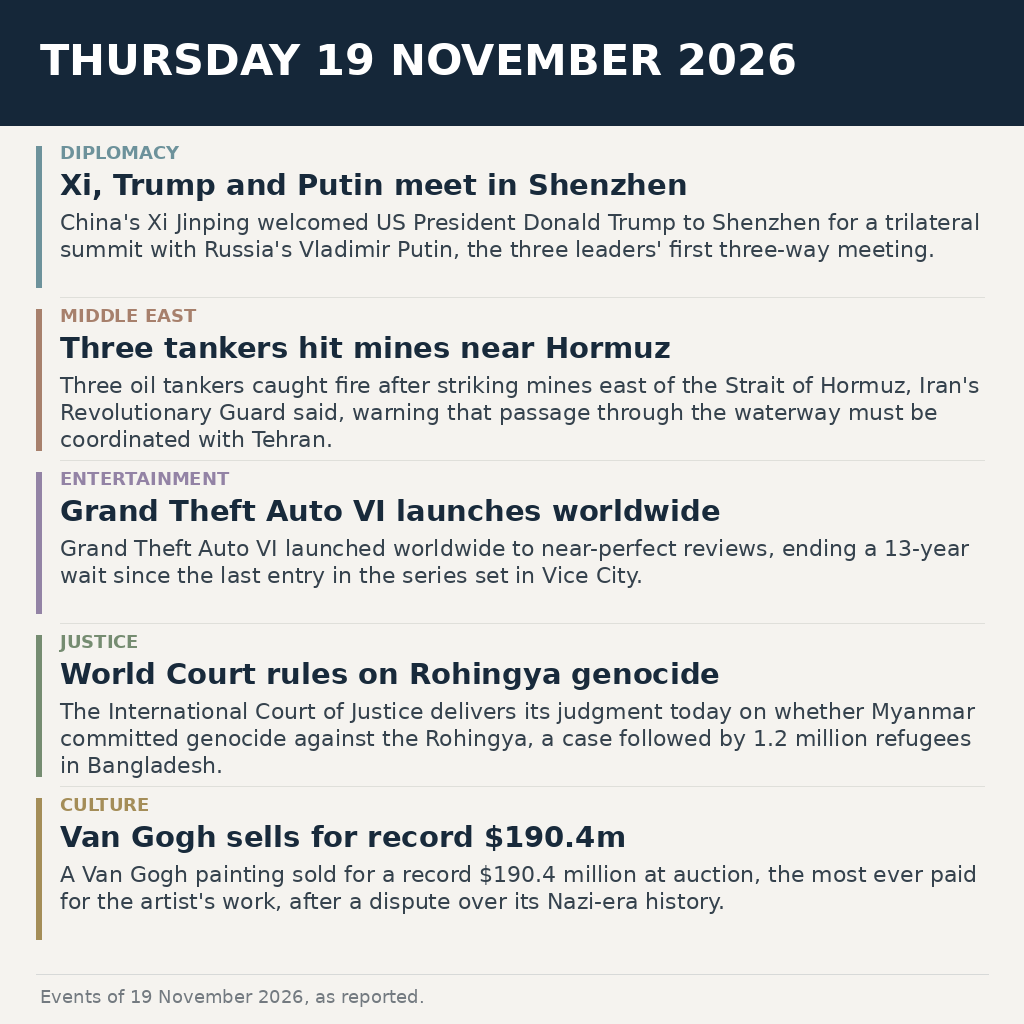 THURSDAY 19 NOVEMBER 2026
DIPLOMACY
Xi, Trump and Putin meet in Shenzhen
China's Xi Jinping welcomed US President Donald Trump to Shenzhen for a trilateral
summit with Russia's Vladimir Putin, the three leaders' first three-way meeting.
MIDDLE EAST
Three tankers hit mines near Hormuz
Three oil tankers caught fire after striking mines east of the Strait of Hormuz, Iran's
Revolutionary Guard said, warning that passage through the waterway must be
coordinated with Tehran.
ENTERTAINMENT
Grand Theft Auto VI launches worldwide
Grand Theft Auto VI launched worldwide to near-perfect reviews, ending a 13-year
wait since the last entry in the series set in Vice City.
JUSTICE
World Court rules on Rohingya genocide
The International Court of Justice delivers its judgment today on whether Myanmar
committed genocide against the Rohingya, a case followed by 1.2 million refugees
in Bangladesh.
CULTURE
Van Gogh sells for record $190.4m
A Van Gogh painting sold for a record $190.4 million at auction, the most ever paid
for the artist's work, after a dispute over its Nazi-era history.
Events of 19 November 2026, as reported.